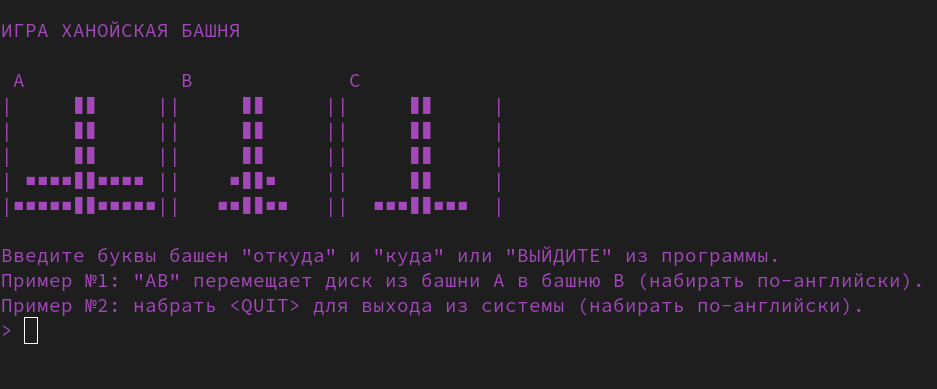 ИГРА ХАНОЙСКАЯ БАШНЯ
A B C
Введите буквы башен "откуда" и "куда" или "ВЫЙДИТЕ" из программы.
Пример №1: "AB" перемещает диск из башни A в башню B (набирать по-английски).
Пример №2: набрать <QUIT> для выхода из системы (набирать по-английски).
>